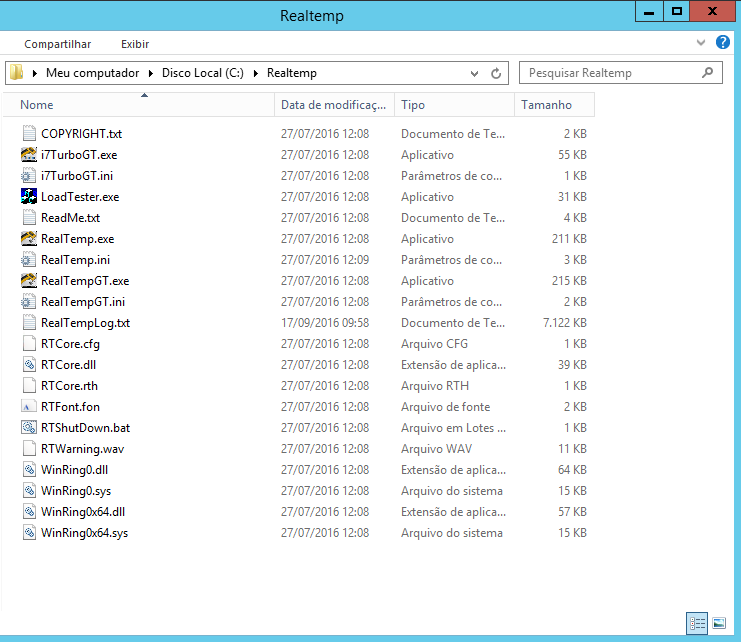 Realtemp
Compartilhar Exibir
Meu computador Disco Local (C:) Realtemp Pesquisar Realtemp
Nome Data de modificaç... Tipo Tamanho
COPYRIGHT.txt 27/07/2016 12:08 Documento de Te... 2 KB
i7TurboGT.exe 27/07/2016 12:08 Aplicativo 55 KB
i7TurboGT.ini 27/07/2016 12:08 Parâmetros de co... 1 KB
LoadTester.exe 27/07/2016 12:08 Aplicativo 31 KB
ReadMe.txt 27/07/2016 12:08 Documento de Te... 4 KB
RealTemp.exe 27/07/2016 12:08 Aplicativo 211 KB
RealTemp.ini 27/07/2016 12:09 Parâmetros de co... 3 KB
RealTempGT.exe 27/07/2016 12:08 Aplicativo 215 KB
RealTempGT.ini 27/07/2016 12:08 Parâmetros de co... 2 KB
RealTempLog.txt 17/09/2016 09:58 Documento de Te... 7.122 KB
RTCore.cfg 27/07/2016 12:08 Arquivo CFG 1 KB
RTCore.dll 27/07/2016 12:08 Extensão de aplica... 39 KB
RTCore.rth 27/07/2016 12:08 Arquivo RTH 1 KB
RTFont.fon 27/07/2016 12:08 Arquivo de fonte 2 KB
RTShutDown.bat 27/07/2016 12:08 Arquivo em Lotes ... 1 KB
RTWarning.wav 27/07/2016 12:08 Arquivo WAV 11 KB
WinRing0.dll 27/07/2016 12:08 Extensão de aplica... 64 KB
WinRing0.sys 27/07/2016 12:08 Arquivo do sistema 15 KB
WinRing0x64.dll 27/07/2016 12:08 Extensão de aplica... 57 KB
WinRing0x64.sys 27/07/2016 12:08 Arquivo do sistema 15 KB